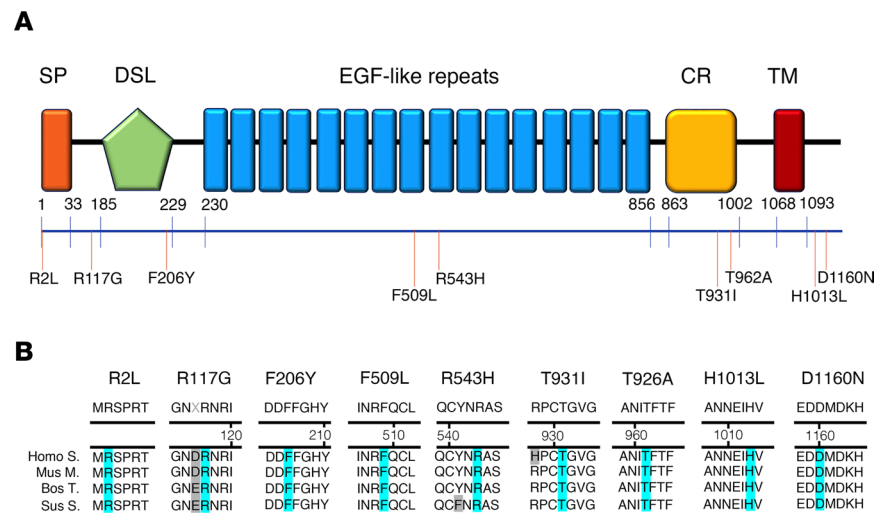 A
SP DSL EGF-like repeats CR TM
1 33 185 229 230 856 863 1002 1068 1093
R2L R117G F206Y F509L R543H T931I T962A H1013L D1160N
B
R2L R117G F206Y F509L R543H T931I T926A H1013L D1160N
MRSPRT GNXRNRI DDFFGHY INRFQCL QCYNRAS RPCTGVG ANITFTF ANNEIHV EDDMDKH
120 210 510 540 930 960 1010 1160
Homo S. MRSPRT GNDRNRI DDFFGHY INRFQCL QCYNRAS HPCTGVG ANITFTF ANNEIHV EDDMDKH
Mus M. MRSPRT GNDRNRI DDFFGHY INRFQCL QCYNRAS RPCTGVG ANITFTF ANNEIHV EDDMDKH
Bos T. MRSPRT GNERNRI DDFFGHY INRFQCL QCYNRAS RPCTGVG ANITFTF ANNEIHV EDDMDKH
Sus S. MRSPRT GNERNRI DDFFGHY INRFQCL QCFNRAS RPCTGVG ANITFTF ANNEIHV EDDMDKH